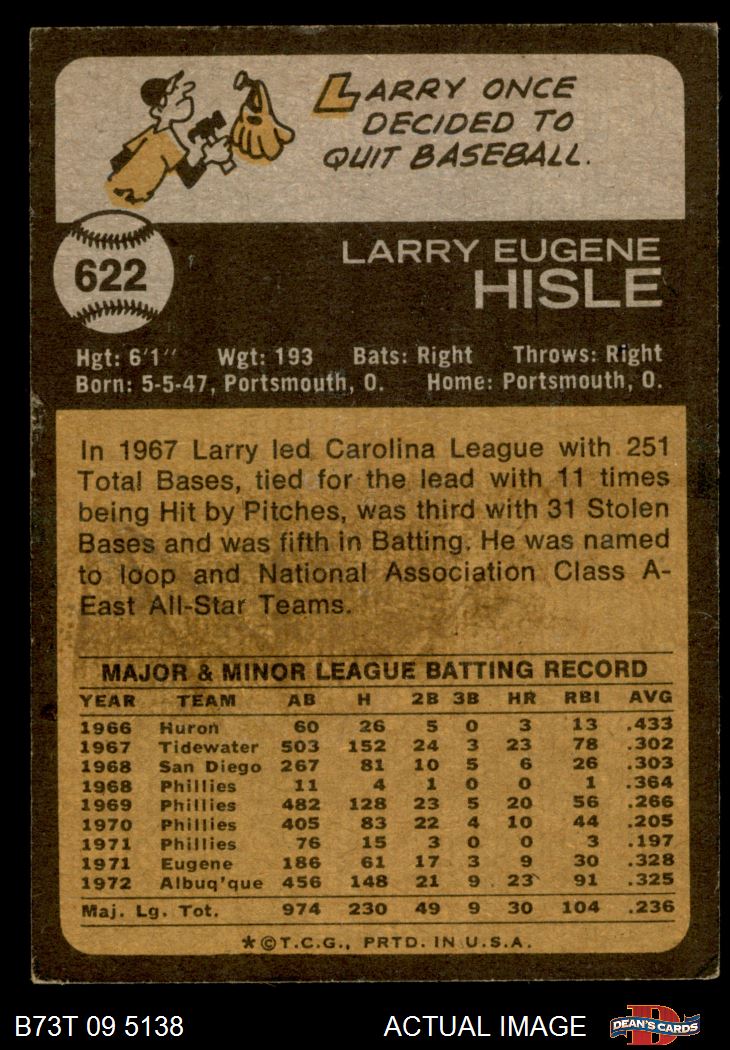 LARRY ONCE
DECIDED TO
QUIT BASEBALL.
622
LARRY EUGENE
HISLE
Hgt: 6'1" Wgt: 193 Bats: Right Throws: Right
Born: 5-5-47, Portsmouth, O. Home: Portsmouth, O.
In 1967 Larry led Carolina League with 251
Total Bases, tied for the lead with 11 times
being Hit by Pitches, was third with 31 Stolen
Bases and was fifth in Batting. He was named
to loop and National Association Class A-
East All-Star Teams.
MAJOR & MINOR LEAGUE BATTING RECORD
YEAR TEAM AB H 2B 3B HR RBI AVG
1966 Huron 60 26 5 0 3 13 .433
1967 Tidewater 503 152 24 3 23 78 .302
1968 San Diego 267 81 10 5 6 26 .303
1968 Phillies 11 4 1 0 0 1 .364
1969 Phillies 482 128 23 5 20 56 .266
1970 Phillies 405 83 22 4 10 44 .205
1971 Phillies 76 15 3 0 0 3 .197
1971 Eugene 186 61 17 3 9 30 .328
1972 Albuq'que 456 148 21 9 23 91 .325
Maj. Lg. Tot. 974 230 49 9 30 104 .236
*©T.C.G., PRTD. IN U.S.A.
B73T 09 5138 ACTUAL IMAGE DEAN'S CARDS